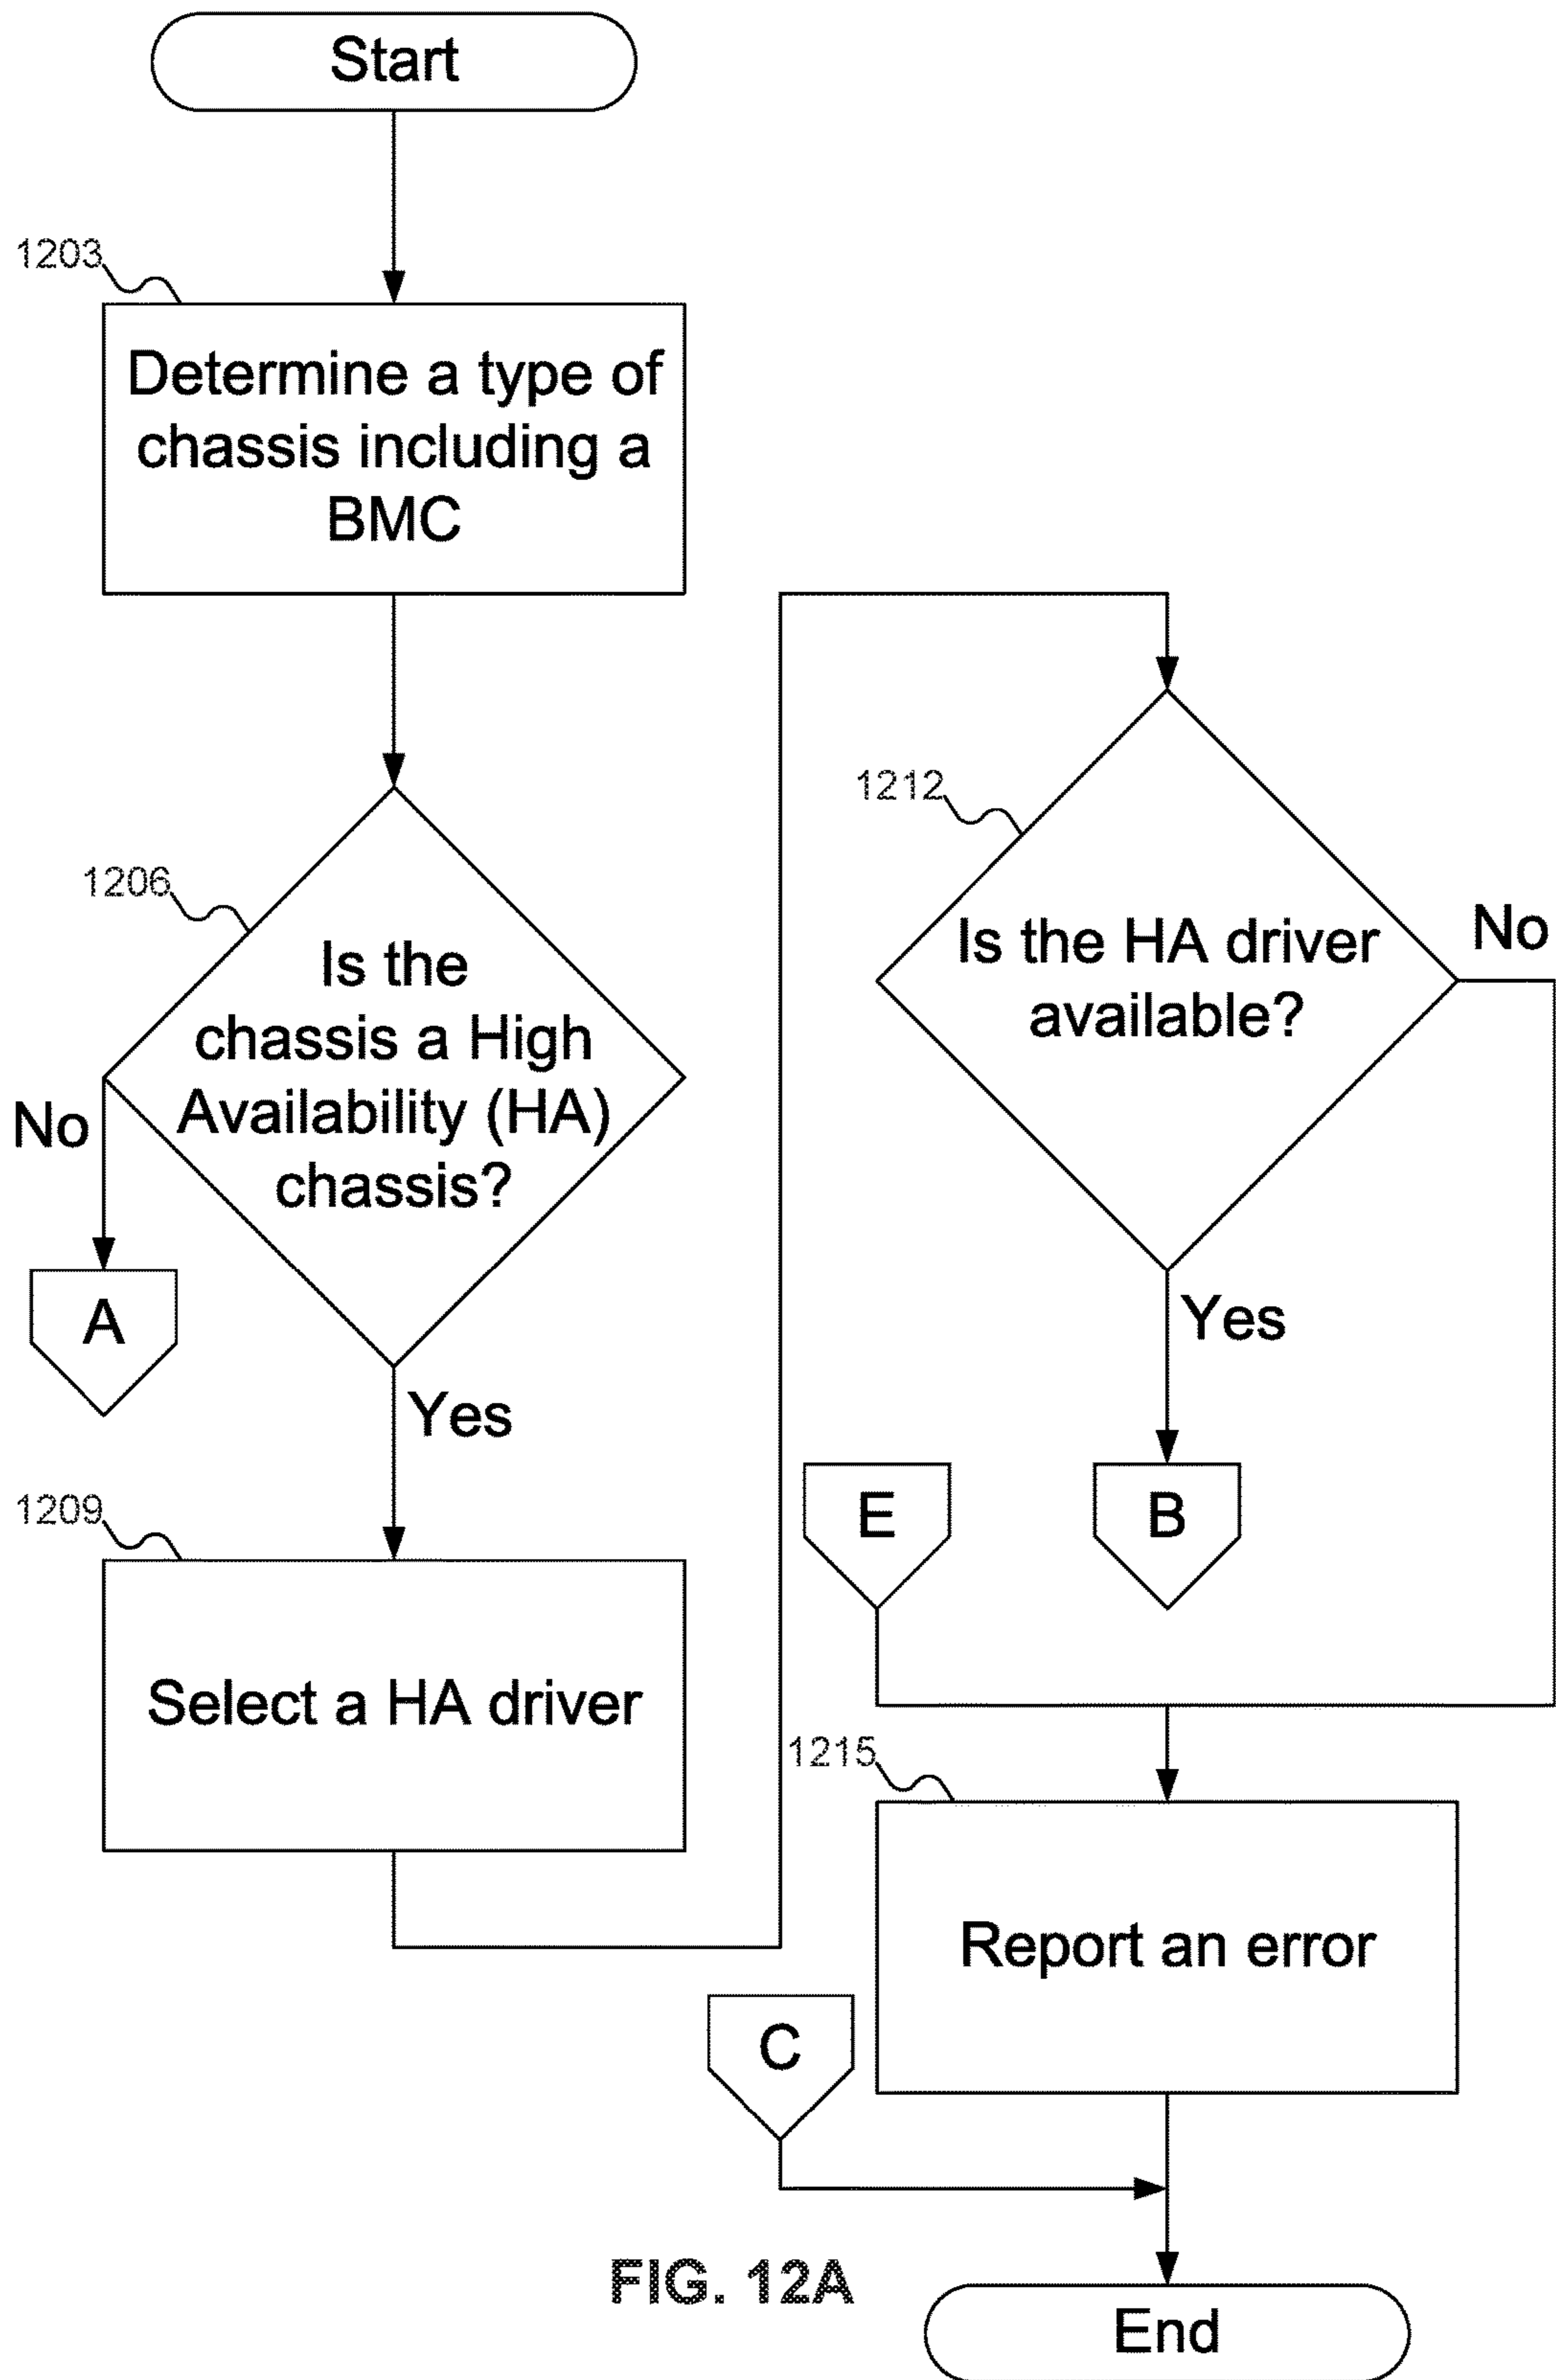 Start
1203
Determine a type of
chassis including a
BMC
1206
Is the
chassis a High
Availability (HA)
chassis?
No
A
Yes
1209
Select a HA driver
1212
Is the HA driver
available?
No
Yes
E
B
1215
Report an error
C
End
FIG. 12A